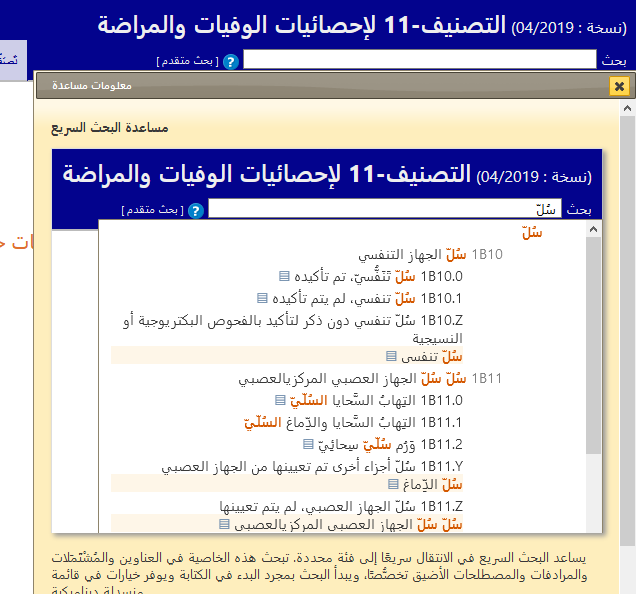 التصنيف-11 لإحصائيات الوفيات والمراضة (نسخة : 04/2019)
بحث [ بحث متقدم ]
معلومات مساعدة
مساعدة البحث السريع
التصنيف-11 لإحصائيات الوفيات والمراضة (نسخة : 04/2019)
بحث سُلّ [ بحث متقدم ]
سُلّ
1B10 سُلّ الجهاز التنفسي
1B10.0 سُلّ تَنَفُّسيّ، تم تأكيده
1B10.1 سُلّ تنفسي، لم يتم تأكيده
1B10.Z سُلّ تنفسي دون ذكر لتأكيد بالفحوص البكتريوجية أو
النسيجية
سُلّ تنفسي
1B11 سُلّ سُلّ الجهاز العصبي المركزيالعصبي
1B11.0 التِهابُ السَّحايا السُلّيّ
1B11.1 التِهابُ السَّحايا والدِّماغ السُلّيّ
1B11.2 وَرَم سُلّيّ سِحائِيّ
1B11.Y سُلّ أجزاء أخرى تم تعيينها من الجهاز العصبي
سُلّ الدِّماغ
1B11.Z سُلّ الجهاز العصبي، لم يتم تعيينها
سُلّ سُلّ الجهاز العصبي المركزيالعصبي
يساعد البحث السريع في الانتقال سريعًا إلى فئة محددة. تبحث هذه الخاصية في العناوين والمُشْتَمَلات
والمرادفات والمصطلحات الأضيق تخصُّصًا، ويبدأ البحث بمجرد البدء في الكتابة ويوفر خيارات في قائمة
منسدلة ديناميكية